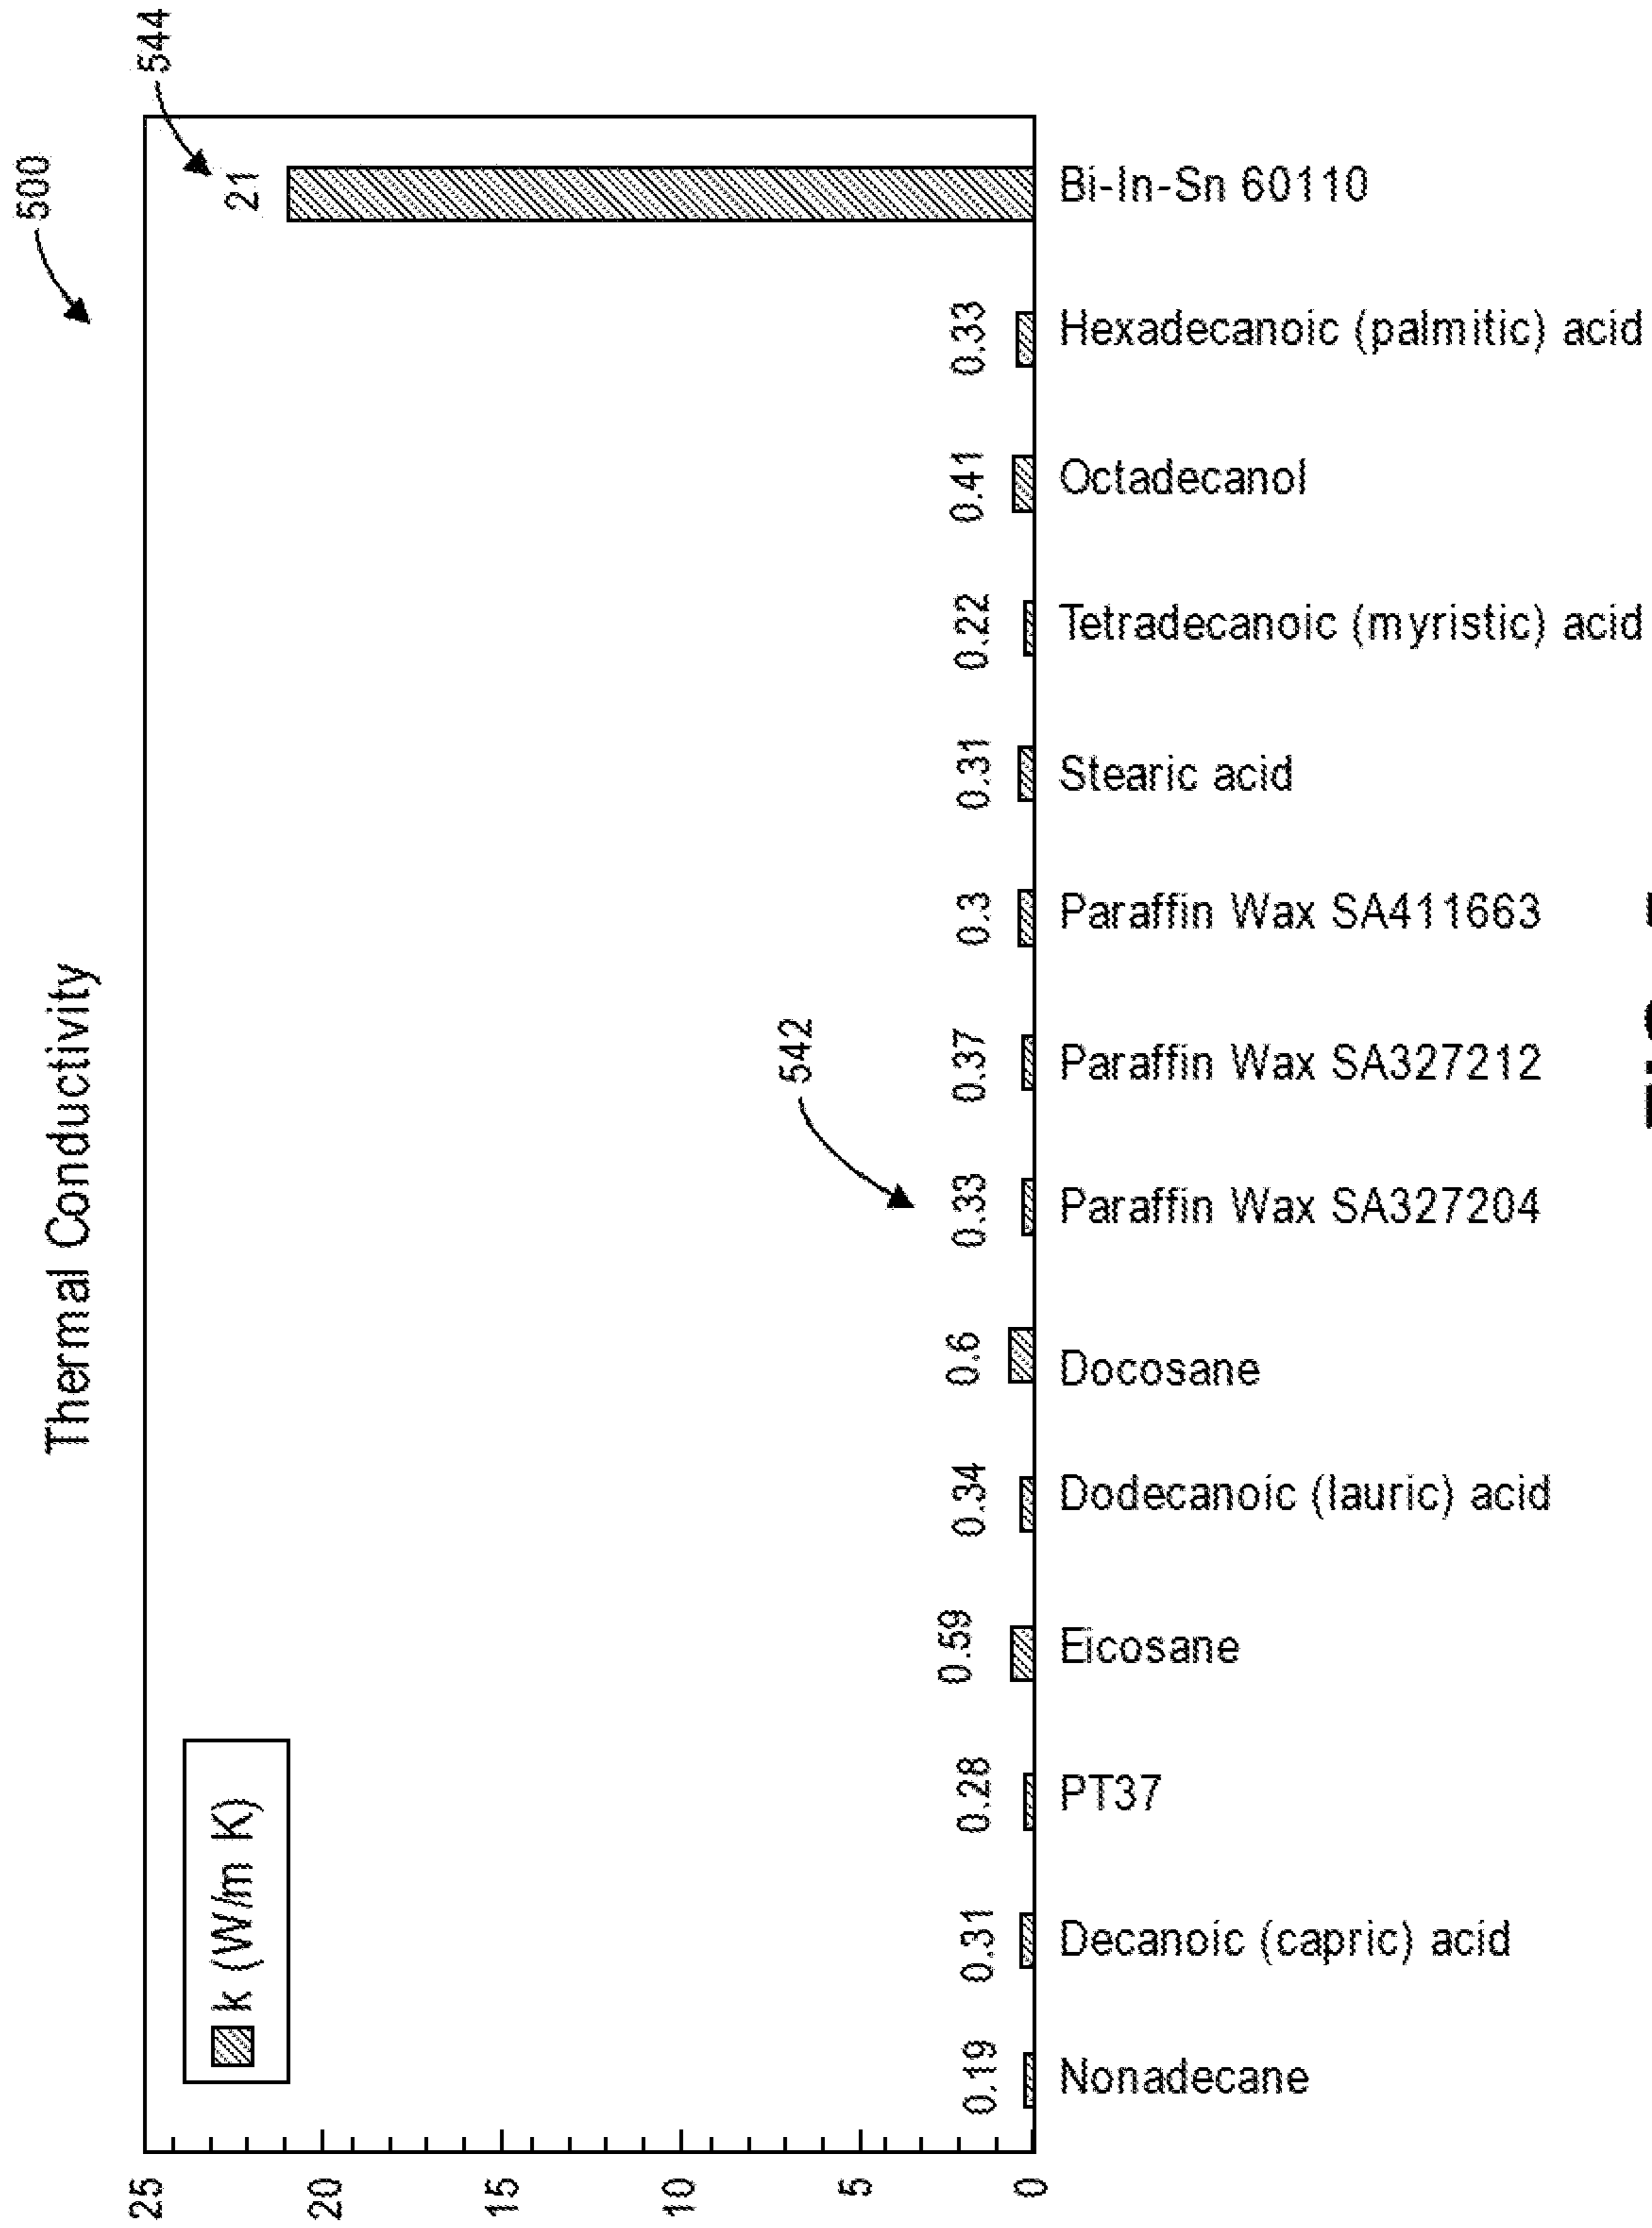 500
Thermal Conductivity
544
k (W/m K)
25
20
15
10
5
0
0.19
0.31
0.28
0.59
0.34
0.6
0.33
542
0.37
0.3
0.31
0.22
0.41
0.33
21
Nonadecane
Decanoic (capric) acid
PT37
Eicosane
Dodecanoic (lauric) acid
Docosane
Paraffin Wax SA327204
Paraffin Wax SA327212
Paraffin Wax SA411663
Stearic acid
Tetradecanoic (myristic) acid
Octadecanol
Hexadecanoic (palmitic) acid
Bi-In-Sn 60110